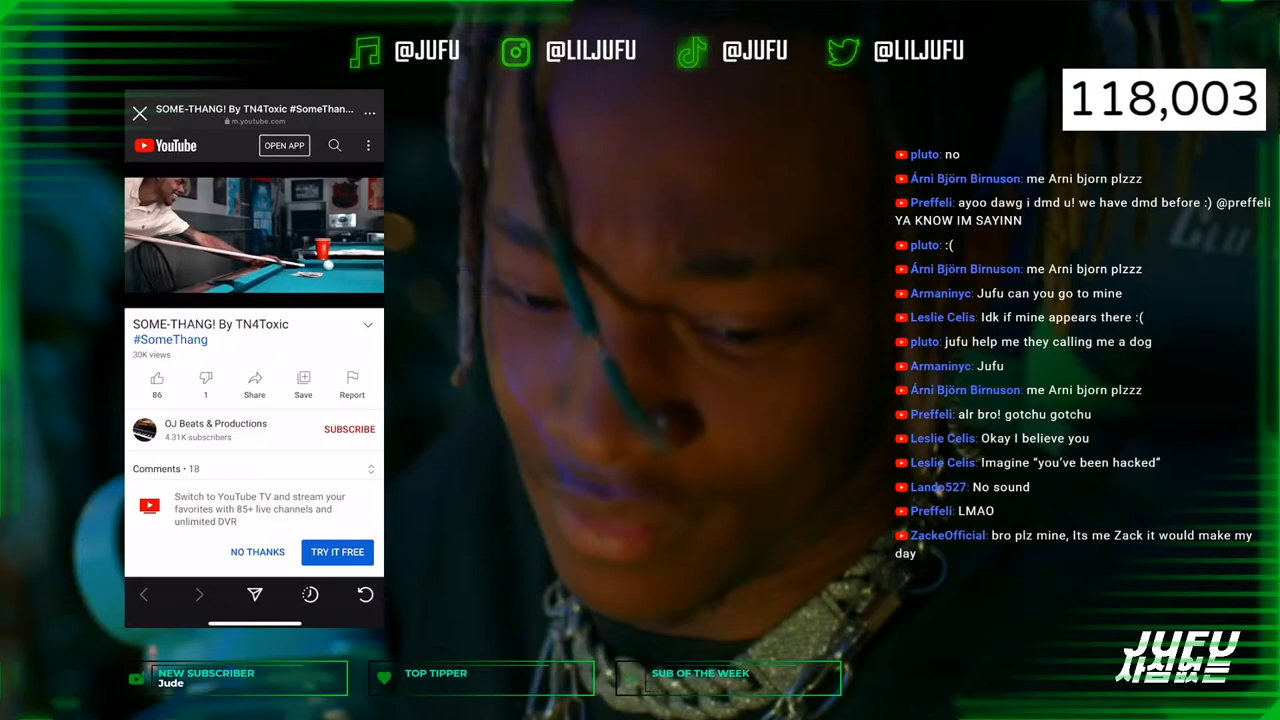 @JUFU
@LILJUFU
@JUFU
@LILJUFU
118,003
SOME-THANG! By TN4Toxic #SomeThan...
m.youtube.com
YouTube
OPEN APP
SOME-THANG! By TN4Toxic
#SomeThang
30K views
86
1
Share
Save
Report
OJ Beats & Productions
4.31K subscribers
SUBSCRIBE
Comments • 18
Switch to YouTube TV and stream your
favorites with 85+ live channels and
unlimited DVR
NO THANKS
TRY IT FREE
pluto: no
Árni Björn Birnuson: me Arni bjorn plzzz
Preffeli: ayoo dawg i dmd u! we have dmd before :) @preffeli
YA KNOW IM SAYINN
pluto: :(
Árni Björn Birnuson: me Arni bjorn plzzz
Armaninyc: Jufu can you go to mine
Leslie Celis: Idk if mine appears there :(
pluto: jufu help me they calling me a dog
Armaninyc: Jufu
Árni Björn Birnuson: me Arni bjorn plzzz
Preffeli: alr bro! gotchu gotchu
Leslie Celis: Okay I believe you
Leslie Celis: Imagine “you’ve been hacked”
Lando527: No sound
Preffeli: LMAO
ZackeOfficial: bro plz mine, Its me Zack it would make my
day
NEW SUBSCRIBER
Jude
TOP TIPPER
SUB OF THE WEEK
JUFU